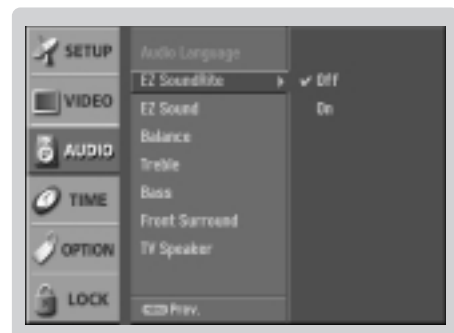 SETUP
VIDEO
AUDIO
TIME
OPTION
LOCK
Audio Language
EZ SoundRite
EZ Sound
Balance
Treble
Bass
Front Surround
TV Speaker
Prev.
Off
On